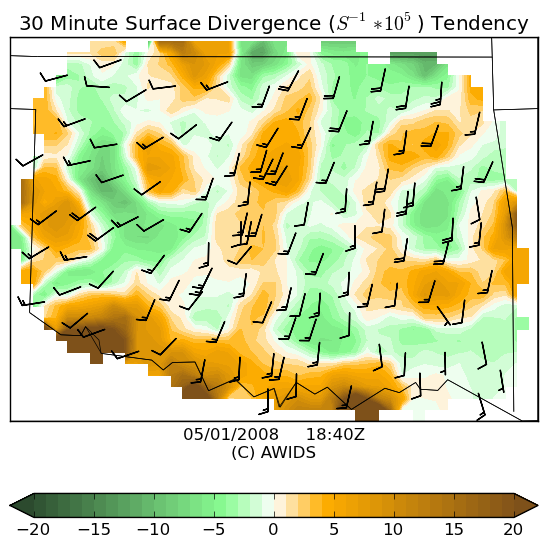 30 Minute Surface Divergence (S⁻¹ *10⁵ ) Tendency
05/01/2008 18:40Z
(C) AWIDS
−20 −15 −10 −5 0 5 10 15 20